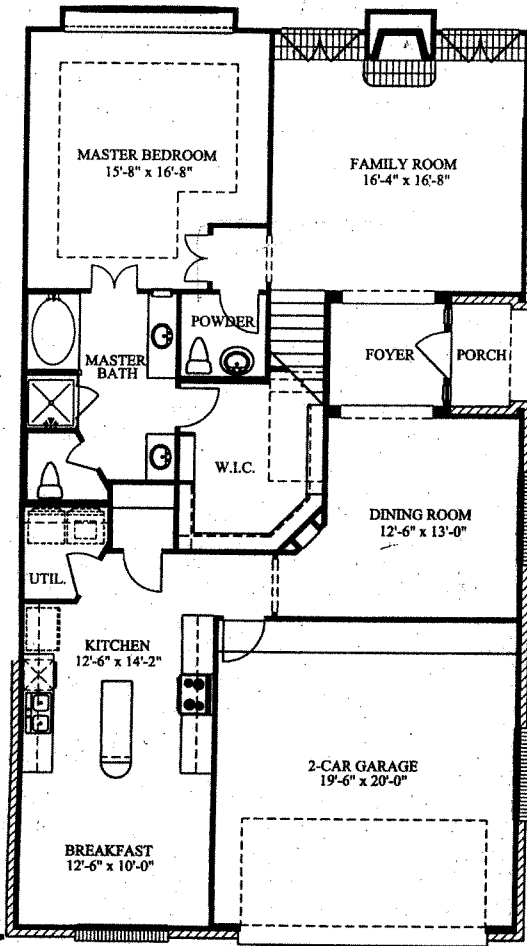 MASTER BEDROOM
15'-8" x 16'-8"
FAMILY ROOM
16'-4" x 16'-8"
POWDER
MASTER
BATH
FOYER
PORCH
W.I.C.
DINING ROOM
12'-6" x 13'-0"
UTIL.
KITCHEN
12'-6" x 14'-2"
2-CAR GARAGE
19'-6" x 20'-0"
BREAKFAST
12'-6" x 10'-0"